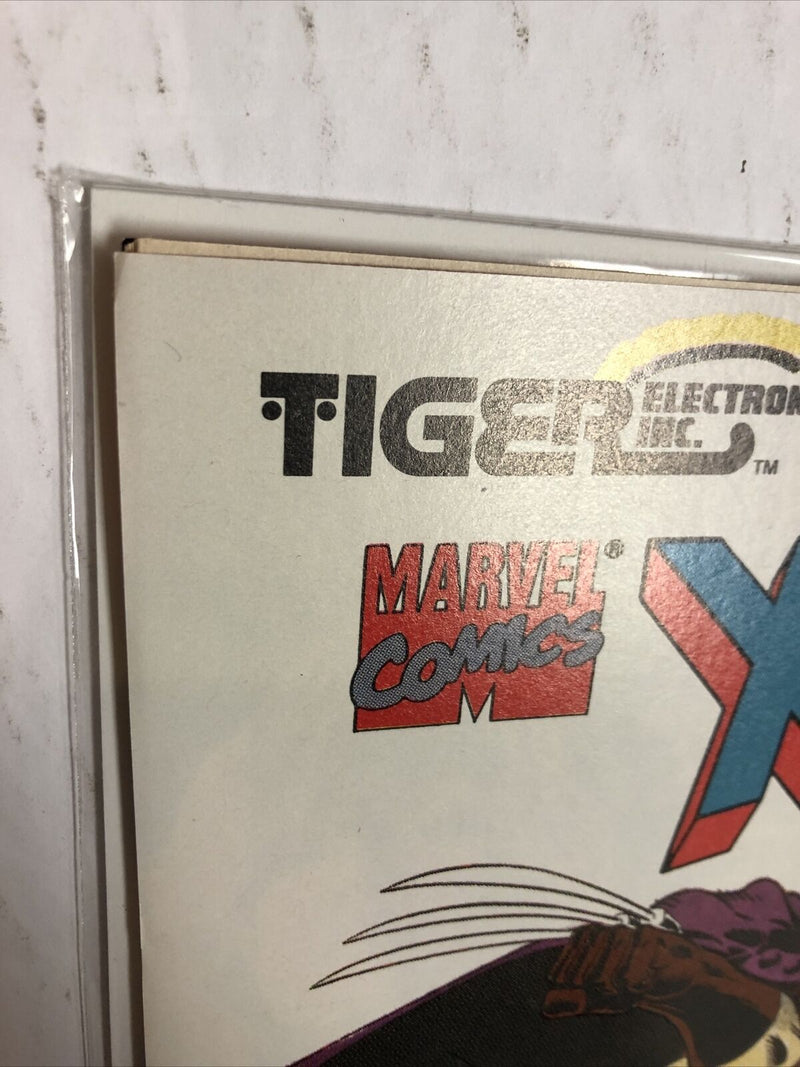 TIGER ELECTRON
INC.
TM
MARVEL®
COMICS
M
X